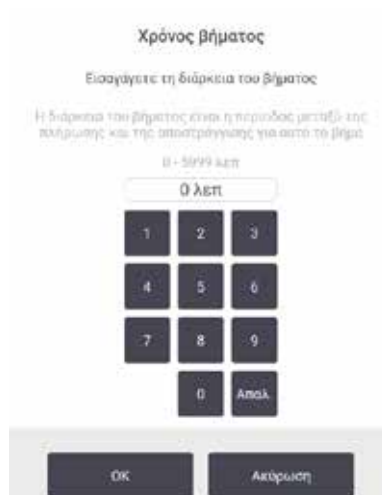 Χρόνος βήματος
Εισαγάγετε τη διάρκεια του βήματος
Η διάρκεια του βήματος είναι η περίοδος μεταξύ της
πλήρωσης και της αποστράγγισης για αυτό το βήμα
0 - 5999 λεπ
0 λεπ
1 2 3
4 5 6
7 8 9
0 Απαλ.
OK Ακύρωση